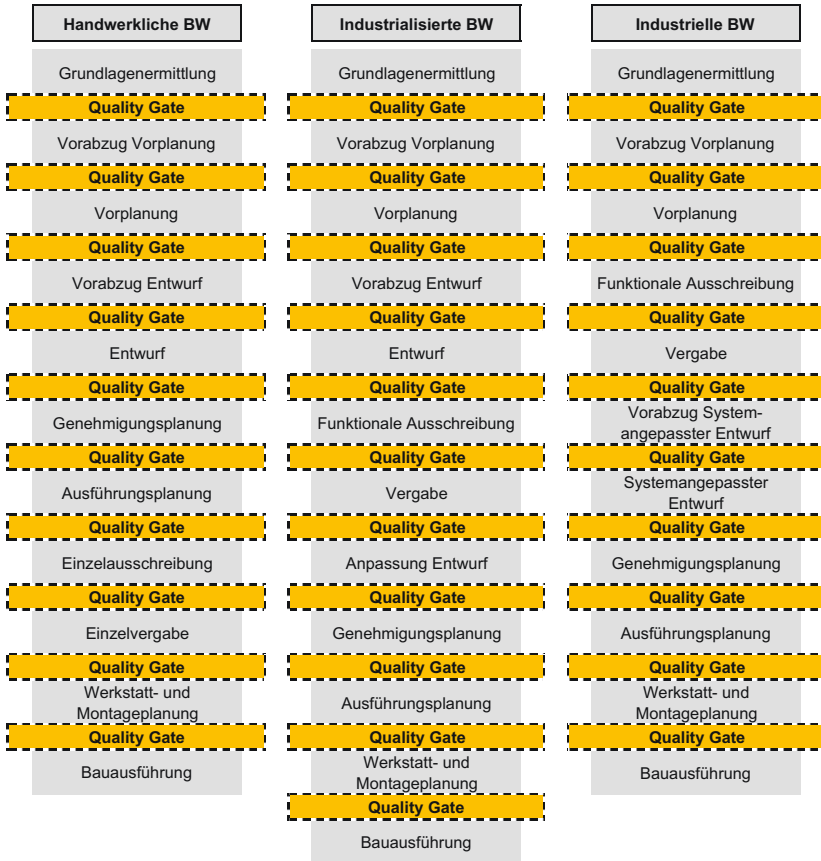 Handwerkliche BW
Grundlagenermittlung
Quality Gate
Vorabzug Vorplanung
Quality Gate
Vorplanung
Quality Gate
Vorabzug Entwurf
Quality Gate
Entwurf
Quality Gate
Genehmigungsplanung
Quality Gate
Ausführungsplanung
Quality Gate
Einzelausschreibung
Quality Gate
Einzelvergabe
Quality Gate
Werkstatt- und
Montageplanung
Quality Gate
Bauausführung
Industrialisierte BW
Grundlagenermittlung
Quality Gate
Vorabzug Vorplanung
Quality Gate
Vorplanung
Quality Gate
Vorabzug Entwurf
Quality Gate
Entwurf
Quality Gate
Funktionale Ausschreibung
Quality Gate
Vergabe
Quality Gate
Anpassung Entwurf
Quality Gate
Genehmigungsplanung
Quality Gate
Ausführungsplanung
Quality Gate
Werkstatt- und
Montageplanung
Quality Gate
Bauausführung
Industrielle BW
Grundlagenermittlung
Quality Gate
Vorabzug Vorplanung
Quality Gate
Vorplanung
Quality Gate
Funktionale Ausschreibung
Quality Gate
Vergabe
Quality Gate
Vorabzug System-
angepasster Entwurf
Quality Gate
Systemangepasster
Entwurf
Quality Gate
Genehmigungsplanung
Quality Gate
Ausführungsplanung
Quality Gate
Werkstatt- und
Montageplanung
Quality Gate
Bauausführung